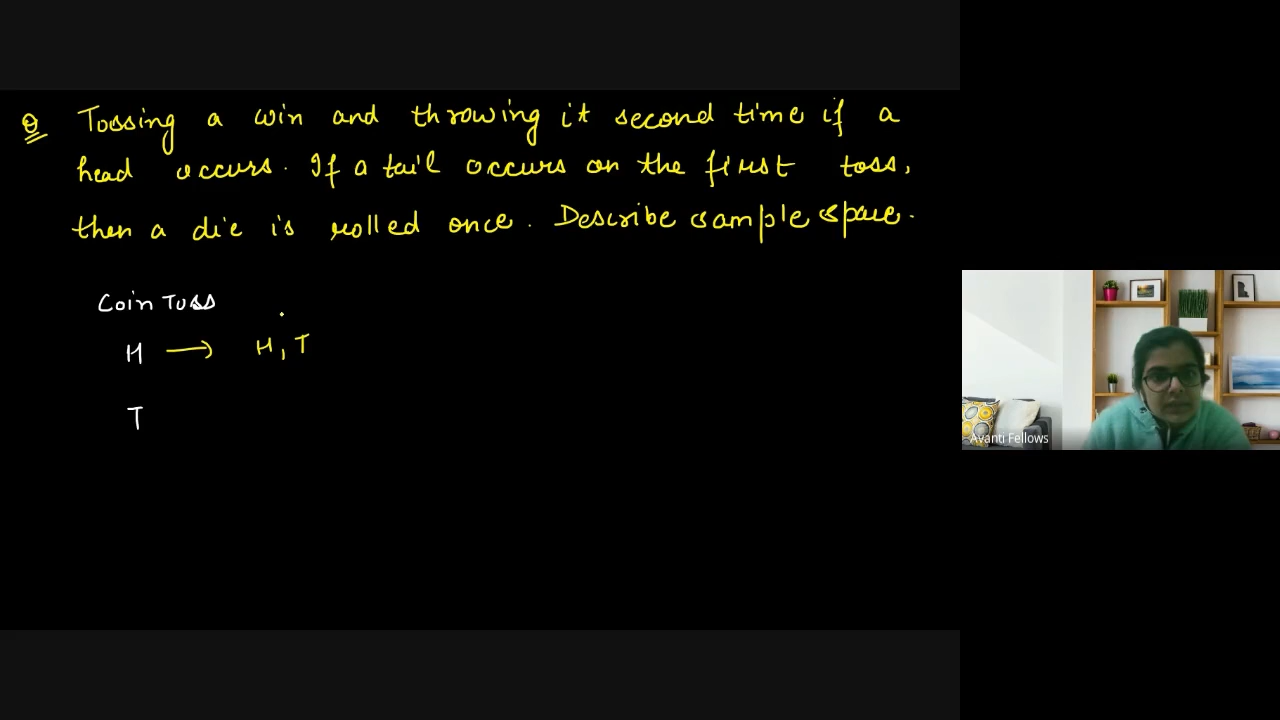 Q Tossing a coin and throwing it second time if a
head occurs. If a tail occurs on the first toss,
then a die is rolled once. Describe sample space.
Coin Toss
H → H, T
T
Avanti Fellows